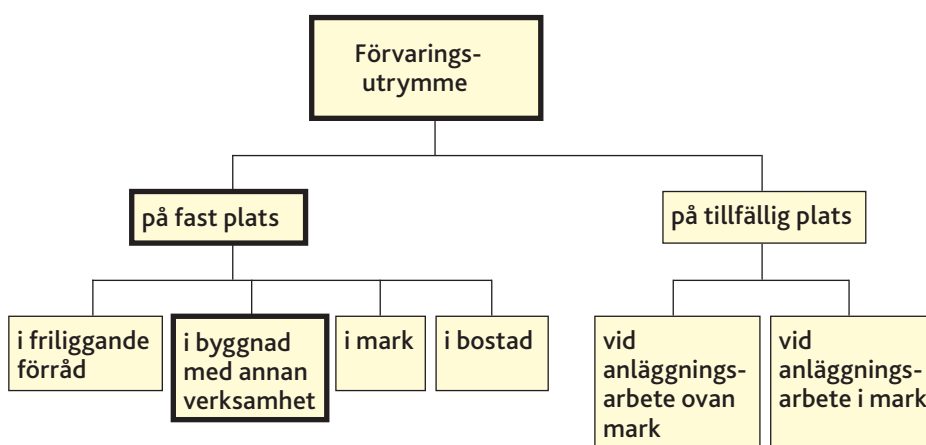 Förvarings-
utrymme
på fast plats
på tillfällig plats
i friliggande
förråd
i byggnad
med annan
verksamhet
i mark
i bostad
vid
anläggnings-
arbete ovan
mark
vid
anläggnings-
arbete i mark